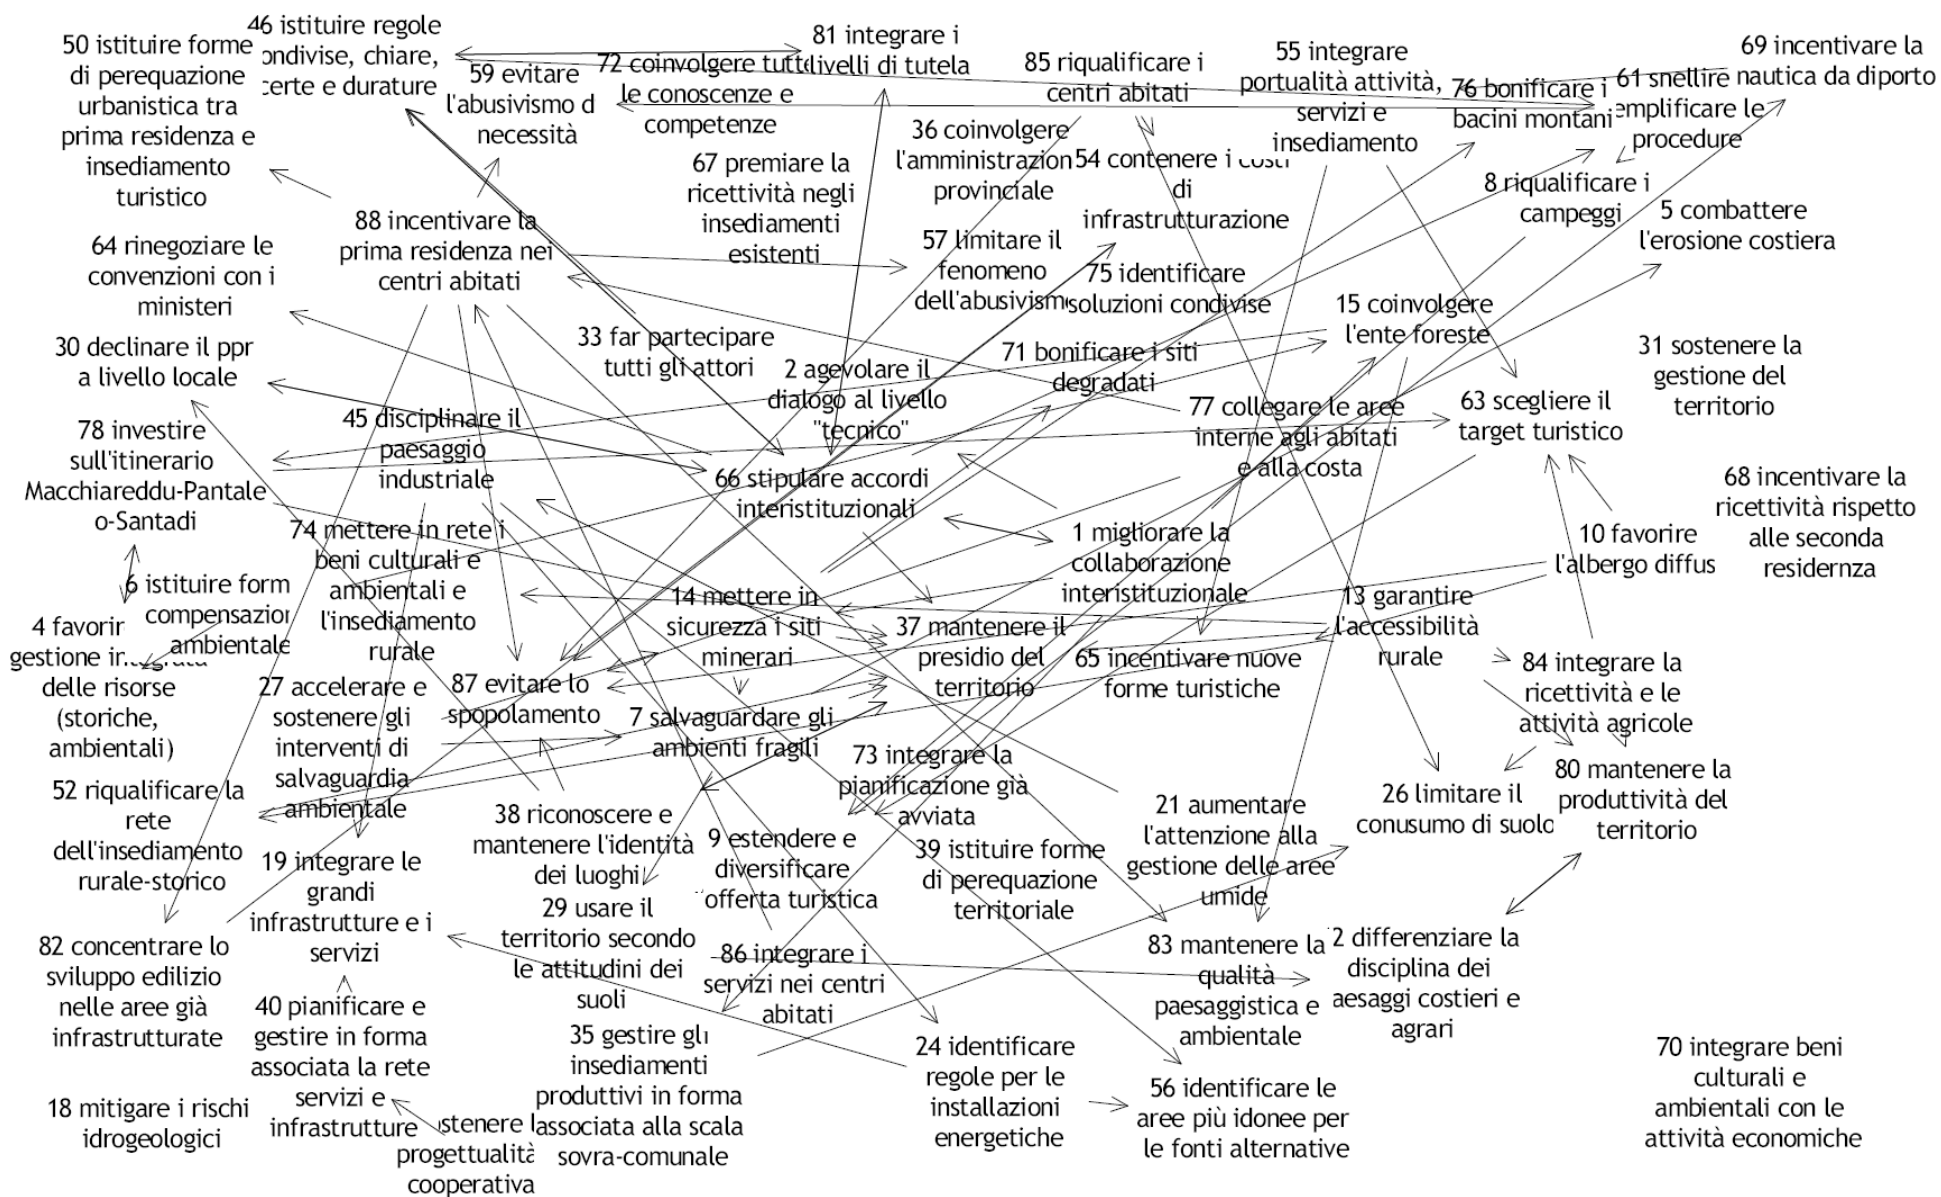 50 istituire forme
di perequazione
urbanistica tra
prima residenza e
insediamento
turistico
46 istituire regole
ondivise, chiare,
certe e durature
59 evitare
l'abusivismo d
necessità
72 coinvolgere tutte
le conoscenze e
competenze
81 integrare i
livelli di tutela
85 riqualificare i
centri abitati
55 integrare
portualità attività,
servizi e
insediamento
76 bonificare i
bacini montani
61 snellire
emplificare le
procedure
69 incentivare la
nautica da diporto
67 premiare la
ricettività negli
insediamenti
esistenti
36 coinvolgere
l'amministrazion
provinciale
54 contenere i costi
di
infrastrutturazione
8 riqualificare i
campeggi
5 combattere
l'erosione costiera
88 incentivare la
prima residenza nei
centri abitati
64 rinegoziare le
convenzioni con i
ministeri
57 limitare il
fenomeno
dell'abusivism
75 identificare
soluzioni condivise
15 coinvolgere
l'ente foreste
30 declinare il ppr
a livello locale
33 far partecipare
tutti gli attori
2 agevolare il
dialogo al livello
"tecnico"
71 bonificare i siti
degradati
31 sostenere la
gestione del
territorio
78 investire
sull'itinerario
Macchiareddu-Pantale
o-Santadi
45 disciplinare il
paesaggio
industriale
77 collegare le aree
interne agli abitati
e alla costa
63 scegliere il
target turistico
66 stipulare accordi
interistituzionali
68 incentivare la
ricettività rispetto
alle seconda
residernza
74 mettere in rete i
beni culturali e
ambientali e
l'insediamento
rurale
1 migliorare la
collaborazione
interistituzionale
10 favorire
l'albergo diffus
6 istituire form
compensazion
ambientale
4 favorir
gestione integrata
delle risorse
(storiche,
ambientali)
14 mettere in
sicurezza i siti
minerari
37 mantenere il
presidio del
territorio
65 incentivare nuove
forme turistiche
13 garantire
l'accessibilità
rurale
84 integrare la
ricettività e le
attività agricole
27 accelerare e
sostenere gli
interventi di
salvaguardia
ambientale
87 evitare lo
spopolamento
7 salvaguardare gli
ambienti fragili
73 integrare la
pianificazione già
avviata
52 riqualificare la
rete
dell'insediamento
rurale-storico
38 riconoscere e
mantenere l'identità
dei luoghi
9 estendere e
diversificare
l'offerta turistica
39 istituire forme
di perequazione
territoriale
21 aumentare
l'attenzione alla
gestione delle aree
umide
26 limitare il
conusumo di suolo
80 mantenere la
produttività del
territorio
19 integrare le
grandi
infrastrutture e i
servizi
29 usare il
territorio secondo
le attitudini dei
suoli
86 integrare i
servizi nei centri
abitati
83 mantenere la
qualità
paesaggistica e
ambientale
2 differenziare la
disciplina dei
aesaggi costieri e
agrari
82 concentrare lo
sviluppo edilizio
nelle aree già
infrastrutturate
40 pianificare e
gestire in forma
associata la rete
servizi e
infrastrutture
35 gestire gli
insediamenti
produttivi in forma
associata alla scala
sovra-comunale
24 identificare
regole per le
installazioni
energetiche
56 identificare le
aree più idonee per
le fonti alternative
70 integrare beni
culturali e
ambientali con le
attività economiche
18 mitigare i rischi
idrogeologici
ostenere l
progettualità
cooperativa